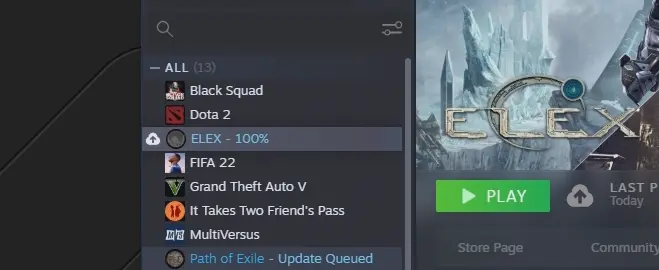 — ALL (13)
Black Squad
Dota 2
ELEX - 100%
FIFA 22
Grand Theft Auto V
It Takes Two Friend's Pass
MultiVersus
Path of Exile - Update Queued
ELEX
PLAY
LAST P
Today
Store Page
Community